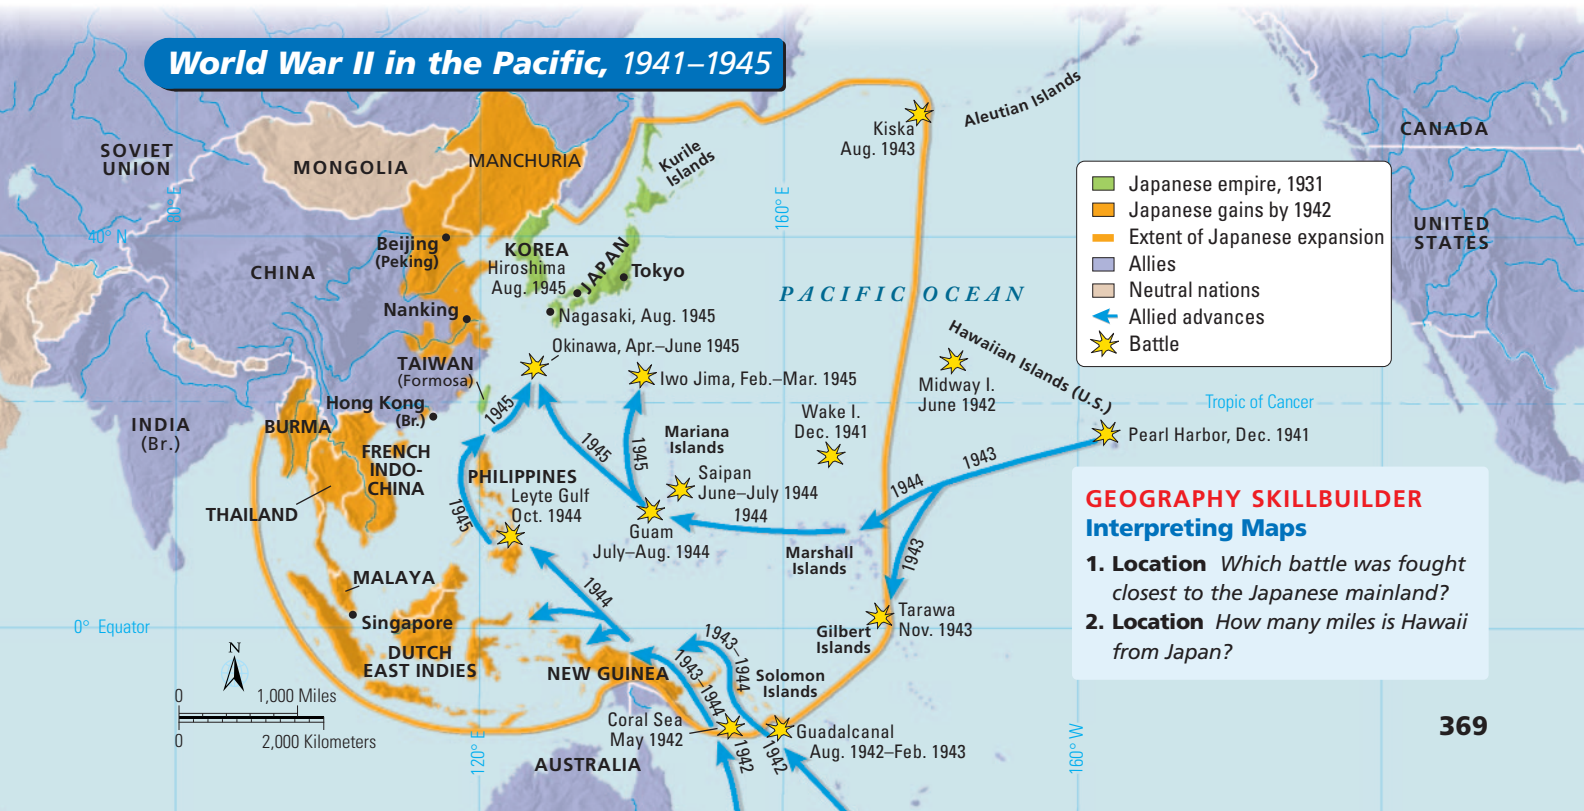 World War II in the Pacific, 1941–1945
SOVIET
UNION
MONGOLIA
MANCHURIA
Kurile
Islands
Kiska
Aug. 1943
Aleutian Islands
CANADA
80° E
160° E
40° N
Japanese empire, 1931
Japanese gains by 1942
Extent of Japanese expansion
Allies
Neutral nations
Allied advances
Battle
UNITED
STATES
Beijing
(Peking)
CHINA
KOREA
JAPAN
Hiroshima
Aug. 1945
Tokyo
Nanking
Nagasaki, Aug. 1945
PACIFIC OCEAN
Okinawa, Apr.–June 1945
Iwo Jima, Feb.–Mar. 1945
TAIWAN
(Formosa)
Hawaiian Islands (U.S.)
Midway I.
June 1942
Tropic of Cancer
Hong Kong
(Br.)
INDIA
(Br.)
BURMA
1945
1945
1945
Wake I.
Dec. 1941
Pearl Harbor, Dec. 1941
Mariana
Islands
FRENCH
INDO-
CHINA
PHILIPPINES
Saipan
June–July 1944
1943
1944
THAILAND
Leyte Gulf
Oct. 1944
1945
Guam
July–Aug. 1944
1944
Marshall
Islands
1943
MALAYA
1944
Singapore
0° Equator
Tarawa
Nov. 1943
Gilbert
Islands
DUTCH
EAST INDIES
NEW GUINEA
1943–1944
1943–1944
Solomon
Islands
N
0 1,000 Miles
0 2,000 Kilometers
Coral Sea
May 1942
1942
1942
Guadalcanal
Aug. 1942–Feb. 1943
AUSTRALIA
120° E
160° W
GEOGRAPHY SKILLBUILDER
Interpreting Maps
1. Location Which battle was fought
closest to the Japanese mainland?
2. Location How many miles is Hawaii
from Japan?
369